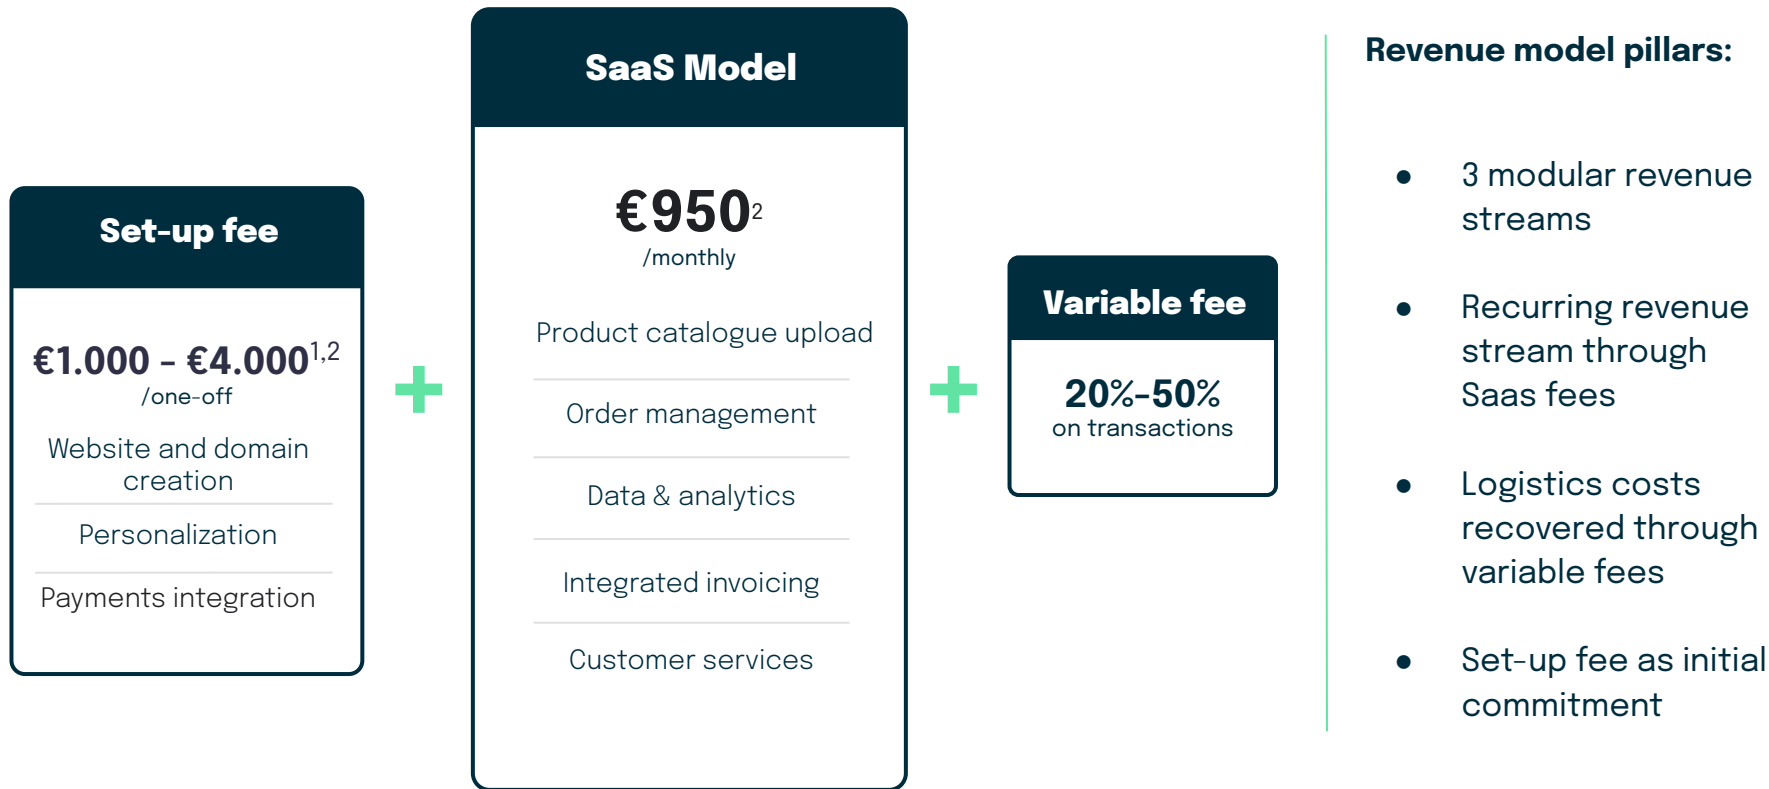 Set-up fee
€1.000 - €4.000¹,²
/one-off
Website and domain
creation
Personalization
Payments integration
+
SaaS Model
€950²
/monthly
Product catalogue upload
Order management
Data & analytics
Integrated invoicing
Customer services
+
Variable fee
20%-50%
on transactions
Revenue model pillars:
● 3 modular revenue
streams
● Recurring revenue
stream through
Saas fees
● Logistics costs
recovered through
variable fees
● Set-up fee as initial
commitment